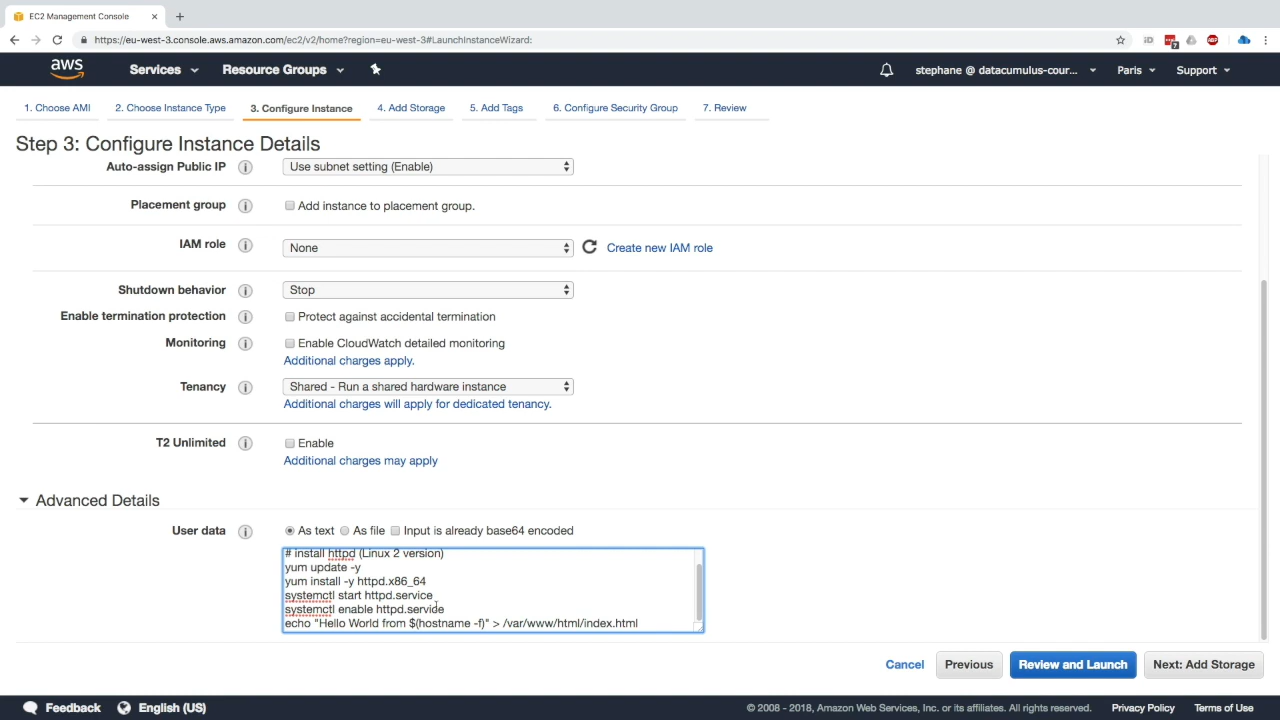 EC2 Management Console
https://eu-west-3.console.aws.amazon.com/ec2/v2/home?region=eu-west-3#LaunchInstanceWizard:
iD
7
ABP
aws
Services
Resource Groups
stephane @ datacumulus-cour...
Paris
Support
1. Choose AMI
2. Choose Instance Type
3. Configure Instance
4. Add Storage
5. Add Tags
6. Configure Security Group
7. Review
Step 3: Configure Instance Details
Auto-assign Public IP
Use subnet setting (Enable)
Placement group
Add instance to placement group.
IAM role
None
Create new IAM role
Shutdown behavior
Stop
Enable termination protection
Protect against accidental termination
Monitoring
Enable CloudWatch detailed monitoring
Additional charges apply.
Tenancy
Shared - Run a shared hardware instance
Additional charges will apply for dedicated tenancy.
T2 Unlimited
Enable
Additional charges may apply
Advanced Details
User data
As text
As file
Input is already base64 encoded
# install httpd (Linux 2 version)
yum update -y
yum install -y httpd.x86_64
systemctl start httpd.service
systemctl enable httpd.service
echo "Hello World from $(hostname -f)" > /var/www/html/index.html
Cancel
Previous
Review and Launch
Next: Add Storage
Feedback
English (US)
© 2008 - 2018, Amazon Web Services, Inc. or its affiliates. All rights reserved.
Privacy Policy
Terms of Use